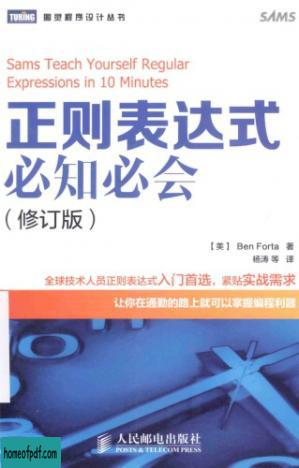 TURING 图灵程序设计丛书
SAMS
Sams Teach Yourself Regular
Expressions in 10 Minutes
正则表达式
必知必会
(修订版)
[美] Ben Forta 著
杨涛 等 译
全球技术人员正则表达式入门首选,紧贴实战需求
让你在通勤的路上就可以掌握编程利器
人民邮电出版社
POSTS & TELECOM PRESS
homeofpdf.com